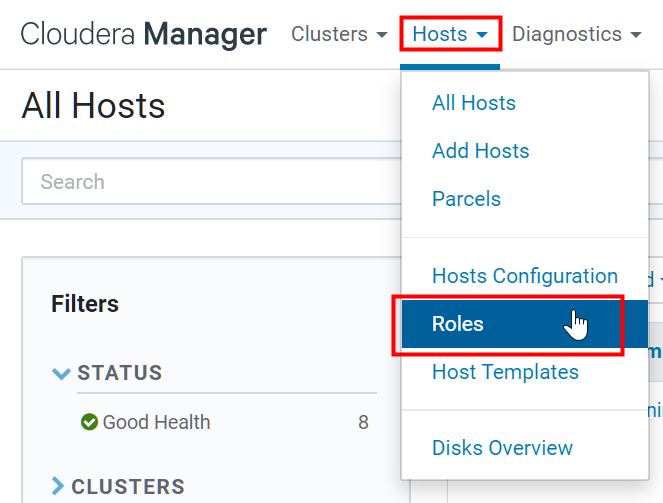 Cloudera Manager Clusters Hosts Diagnostics
All Hosts
Search
Filters
STATUS
Good Health 8
CLUSTERS
All Hosts
Add Hosts
Parcels
Hosts Configuration
Roles
Host Templates
Disks Overview